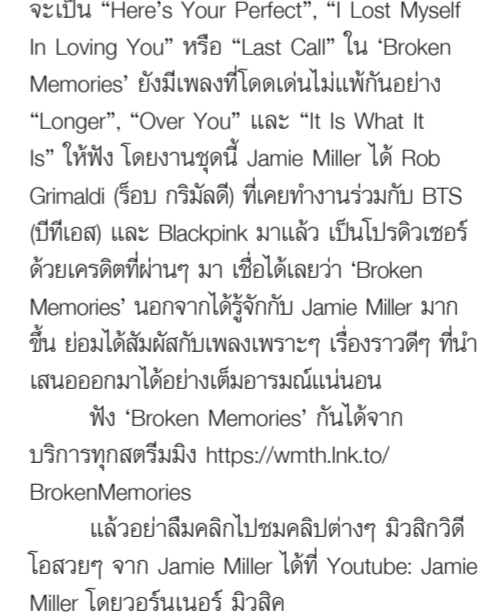 จะเป็น “Here’s Your Perfect”, “I Lost Myself
In Loving You” หรือ “Last Call” ใน ‘Broken
Memories’ ยังมีเพลงที่โดดเด่นไม่แพ้กันอย่าง
“Longer”, “Over You” และ “It Is What It
Is” ให้ฟัง โดยงานชุดนี้ Jamie Miller ได้ Rob
Grimaldi (ร็อบ กริมัลดี) ที่เคยทำงานร่วมกับ BTS
(บีทีเอส) และ Blackpink มาแล้ว เป็นโปรดิวเซอร์
ด้วยเครดิตที่ผ่านๆ มา เชื่อได้เลยว่า ‘Broken
Memories’ นอกจากได้รู้จักกับ Jamie Miller มาก
ขึ้น ย่อมได้สัมผัสกับเพลงเพราะๆ เรื่องราวดีๆ ที่นำ
เสนอออกมาได้อย่างเต็มอารมณ์แน่นอน
ฟัง ‘Broken Memories’ กันได้จาก
บริการทุกสตรีมมิง https://wmth.lnk.to/
BrokenMemories
แล้วอย่าลืมคลิกไปชมคลิปต่างๆ มิวสิกวิดี
โอสวยๆ จาก Jamie Miller ได้ที่ Youtube: Jamie
Miller โดยวอร์นเนอร์ มิวสิค